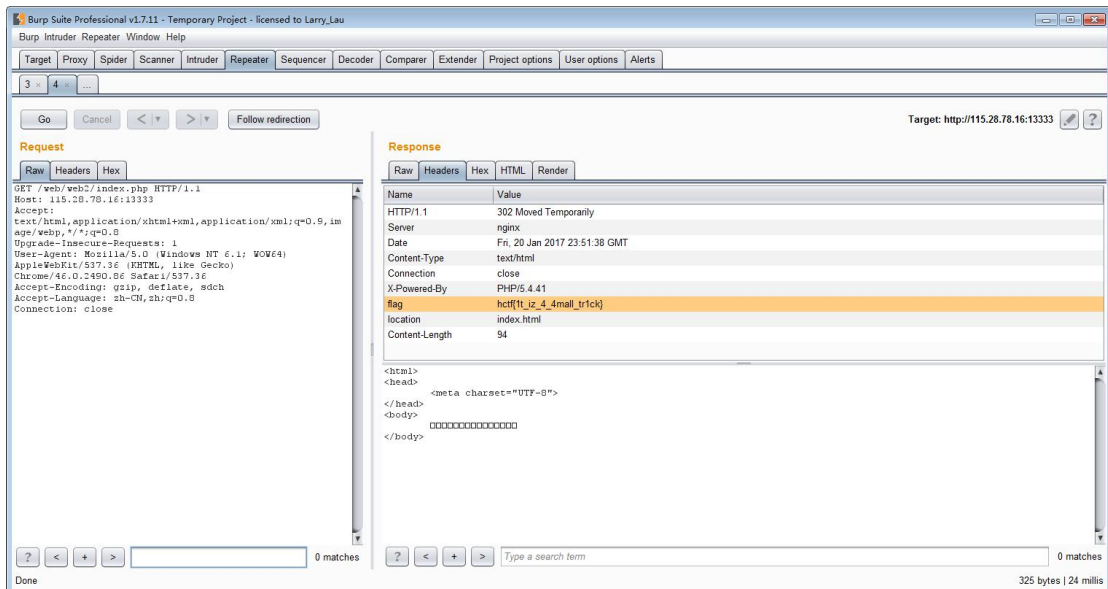 Burp Suite Professional v1.7.11 - Temporary Project - licensed to Larry_Lau
Burp Intruder Repeater Window Help
Target Proxy Spider Scanner Intruder Repeater Sequencer Decoder Comparer Extender Project options User options Alerts
3 × 4 × ...
Go Cancel < > Follow redirection Target: http://115.28.78.16:13333 ?
Request
Raw Headers Hex
GET /web/web2/index.php HTTP/1.1
Host: 115.28.78.16:13333
Accept:
text/html,application/xhtml+xml,application/xml;q=0.9,im
age/webp,*/*;q=0.8
Upgrade-Insecure-Requests: 1
User-Agent: Mozilla/5.0 (Windows NT 6.1; WOW64)
AppleWebKit/537.36 (KHTML, like Gecko)
Chrome/46.0.2490.86 Safari/537.36
Accept-Encoding: gzip, deflate, sdch
Accept-Language: zh-CN,zh;q=0.8
Connection: close
? < + > 0 matches
Response
Raw Headers Hex HTML Render
Name Value
HTTP/1.1 302 Moved Temporarily
Server nginx
Date Fri, 20 Jan 2017 23:51:38 GMT
Content-Type text/html
Connection close
X-Powered-By PHP/5.4.41
flag hctf{1t_iz_4_4mall_tr1ck}
location index.html
Content-Length 94
<html>
<head>
<meta charset="UTF-8">
</head>
<body>
□□□□□□□□□□□□□□□
</body>
? < + > Type a search term 0 matches
Done 325 bytes | 24 millis